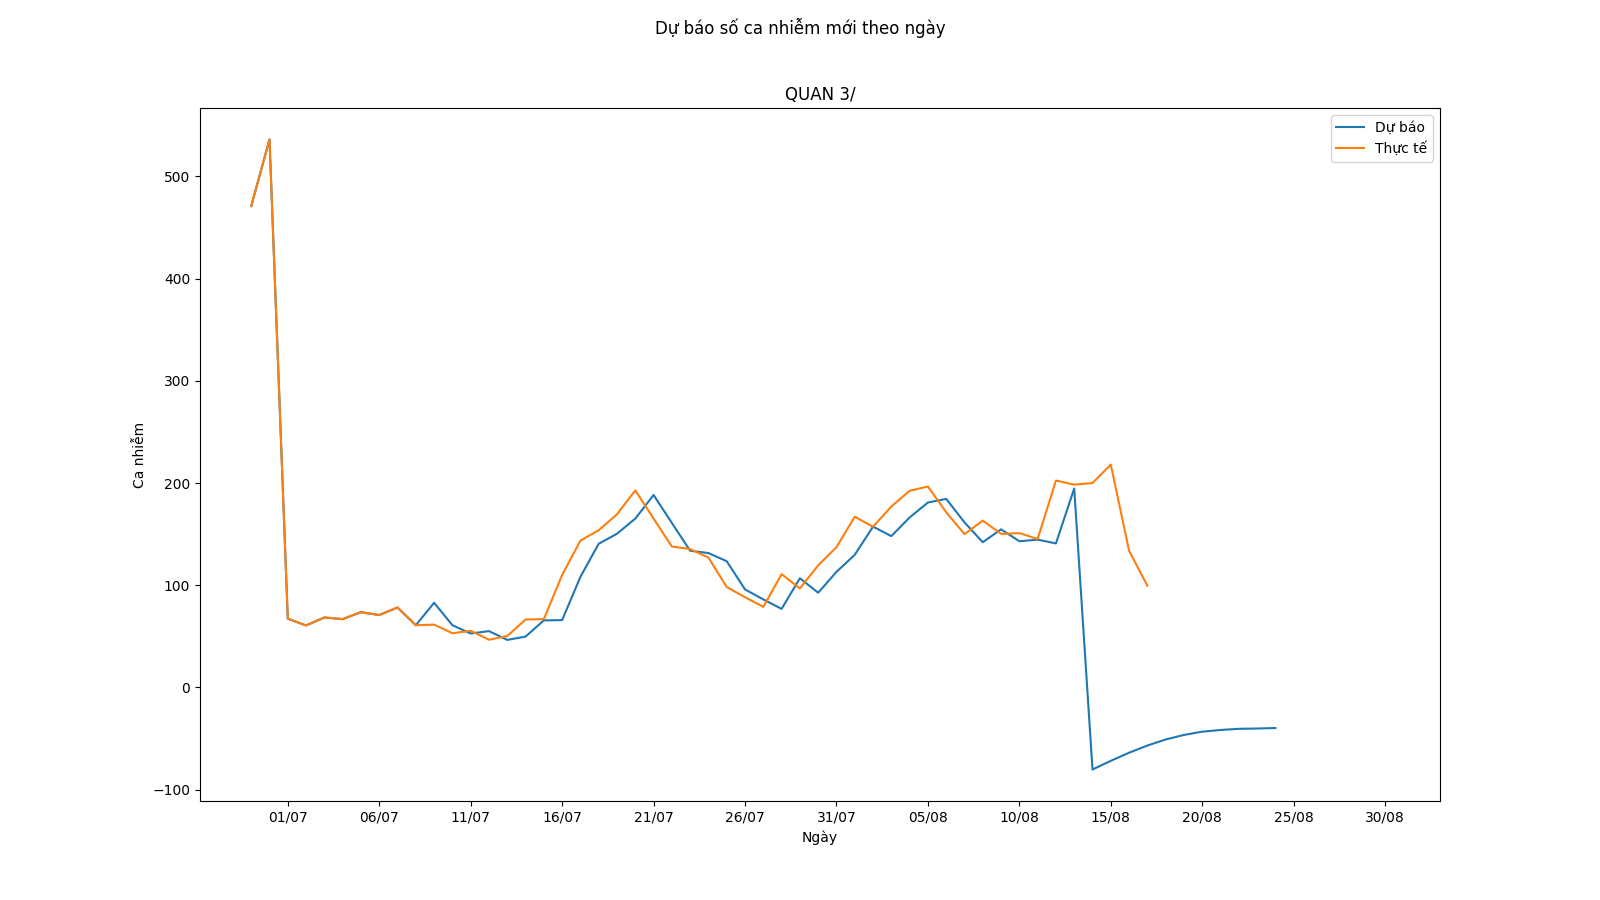 Dự báo số ca nhiễm mới theo ngày
QUAN 3/
Dự báo
Thực tế
500
400
300
200
100
0
−100
Ca nhiễm
01/07 06/07 11/07 16/07 21/07 26/07 31/07 05/08 10/08 15/08 20/08 25/08 30/08
Ngày